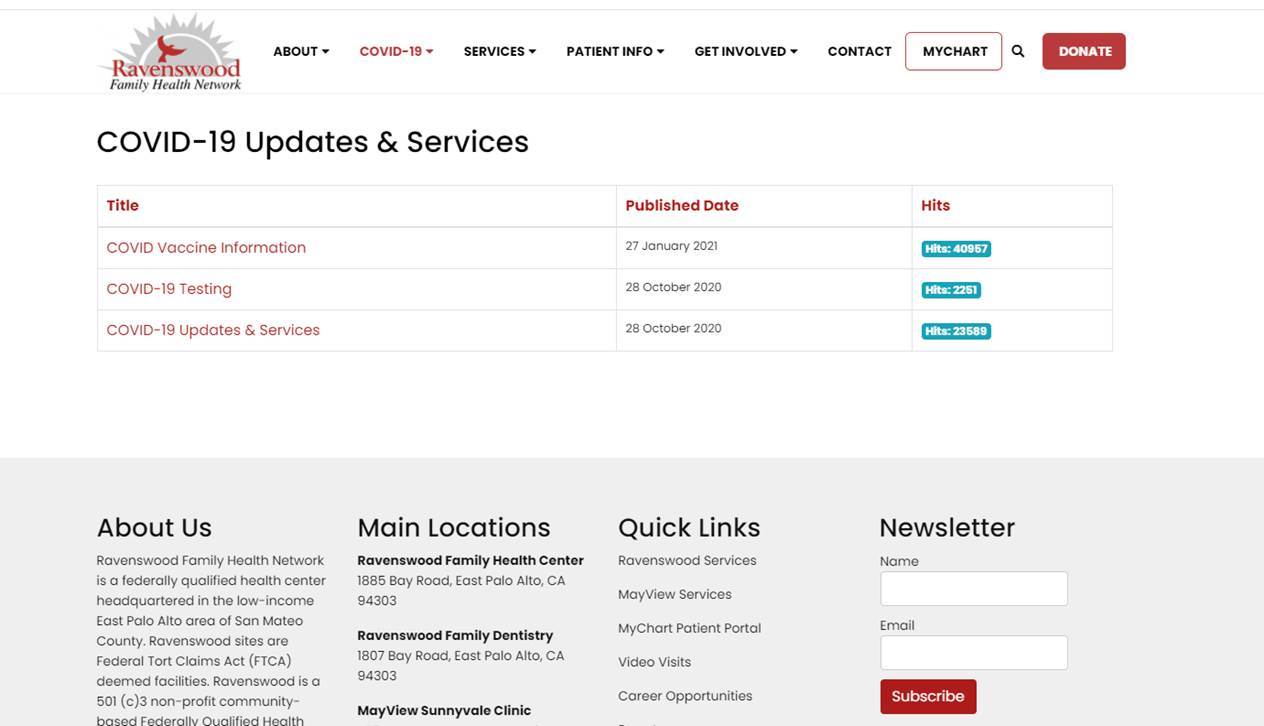 Ravenswood
Family Health Network
ABOUT
COVID-19
SERVICES
PATIENT INFO
GET INVOLVED
CONTACT
MYCHART
DONATE
COVID-19 Updates & Services
Title Published Date Hits
COVID Vaccine Information 27 January 2021 Hits: 40957
COVID-19 Testing 28 October 2020 Hits: 2251
COVID-19 Updates & Services 28 October 2020 Hits: 23589
About Us
Ravenswood Family Health Network
is a federally qualified health center
headquartered in the low-income
East Palo Alto area of San Mateo
County. Ravenswood sites are
Federal Tort Claims Act (FTCA)
deemed facilities. Ravenswood is a
501 (c)3 non-profit community-
based Federally Qualified Health
Main Locations
Ravenswood Family Health Center
1885 Bay Road, East Palo Alto, CA
94303
Ravenswood Family Dentistry
1807 Bay Road, East Palo Alto, CA
94303
MayView Sunnyvale Clinic
Quick Links
Ravenswood Services
MayView Services
MyChart Patient Portal
Video Visits
Career Opportunities
Newsletter
Name
Email
Subscribe